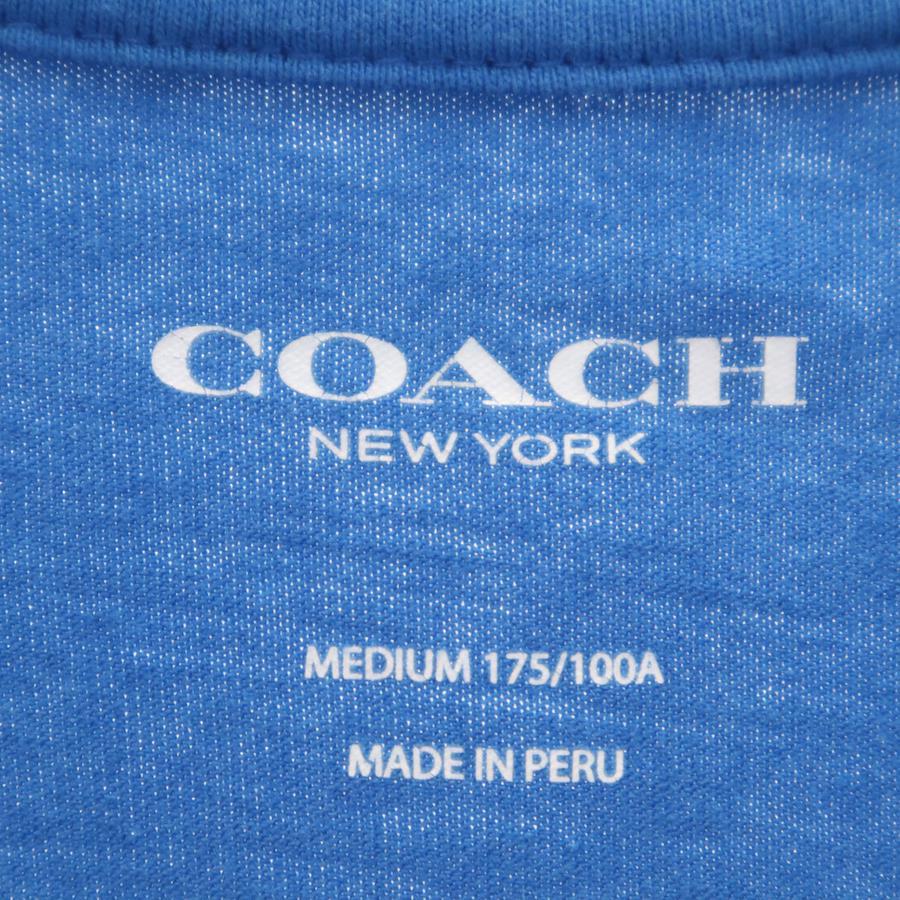 COACH
NEW YORK
MEDIUM 175/100A
MADE IN PERU